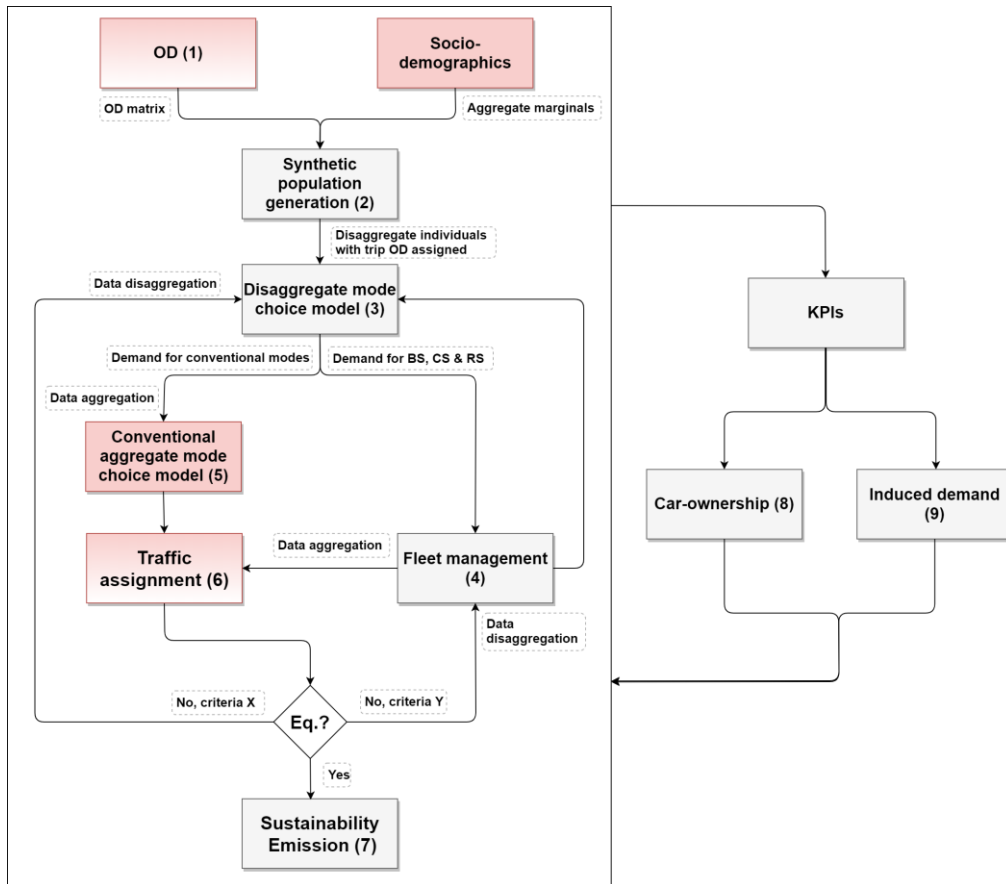 OD (1)
Socio-
demographics
OD matrix
Aggregate marginals
Synthetic
population
generation (2)
Disaggregate individuals
with trip OD assigned
Data disaggregation
Disaggregate mode
choice model (3)
KPIs
Demand for conventional modes
Demand for BS, CS & RS
Data aggregation
Conventional
aggregate mode
choice model (5)
Car-ownership (8)
Induced demand
(9)
Traffic
assignment (6)
Data aggregation
Fleet management
(4)
Data
disaggregation
No, criteria X
Eq.?
No, criteria Y
Yes
Sustainability
Emission (7)